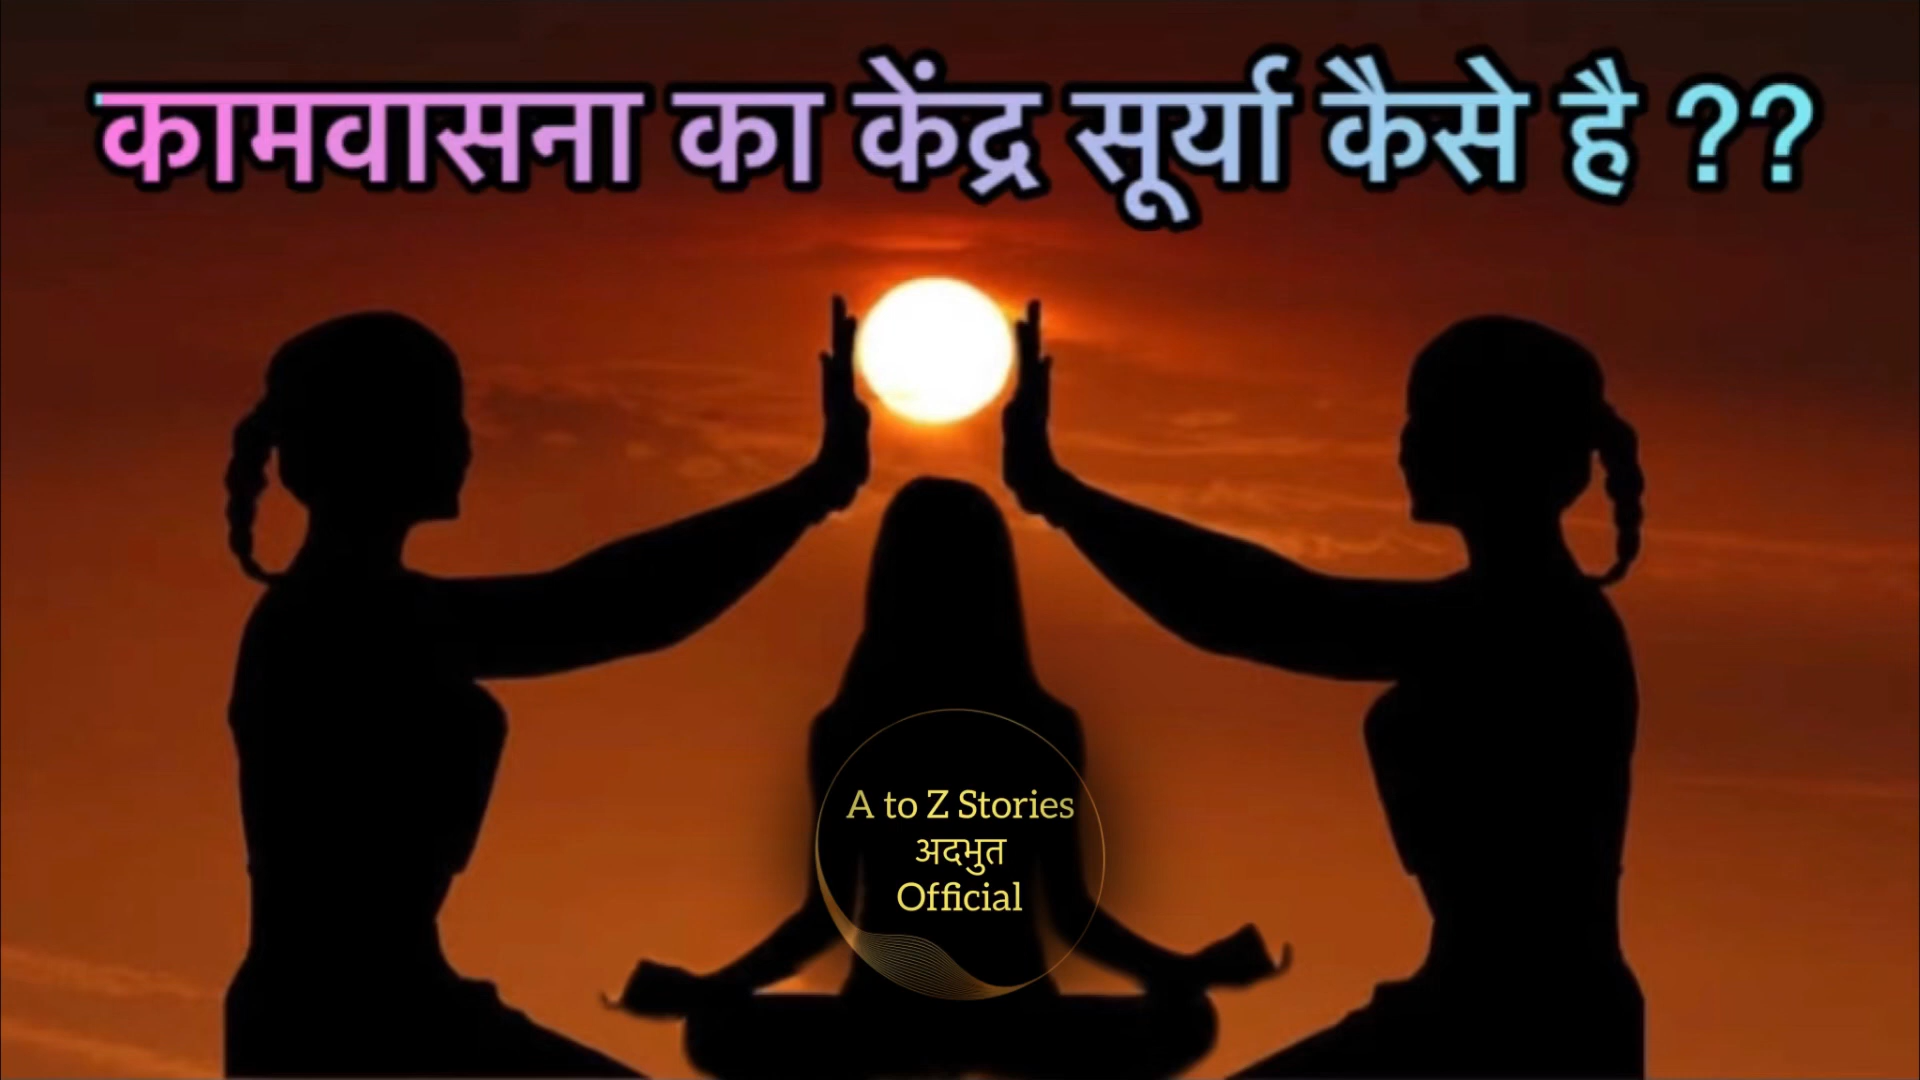 कामवासना का केंद्र सूर्या कैसे है ??
A to Z Stories
अदभुत
Official